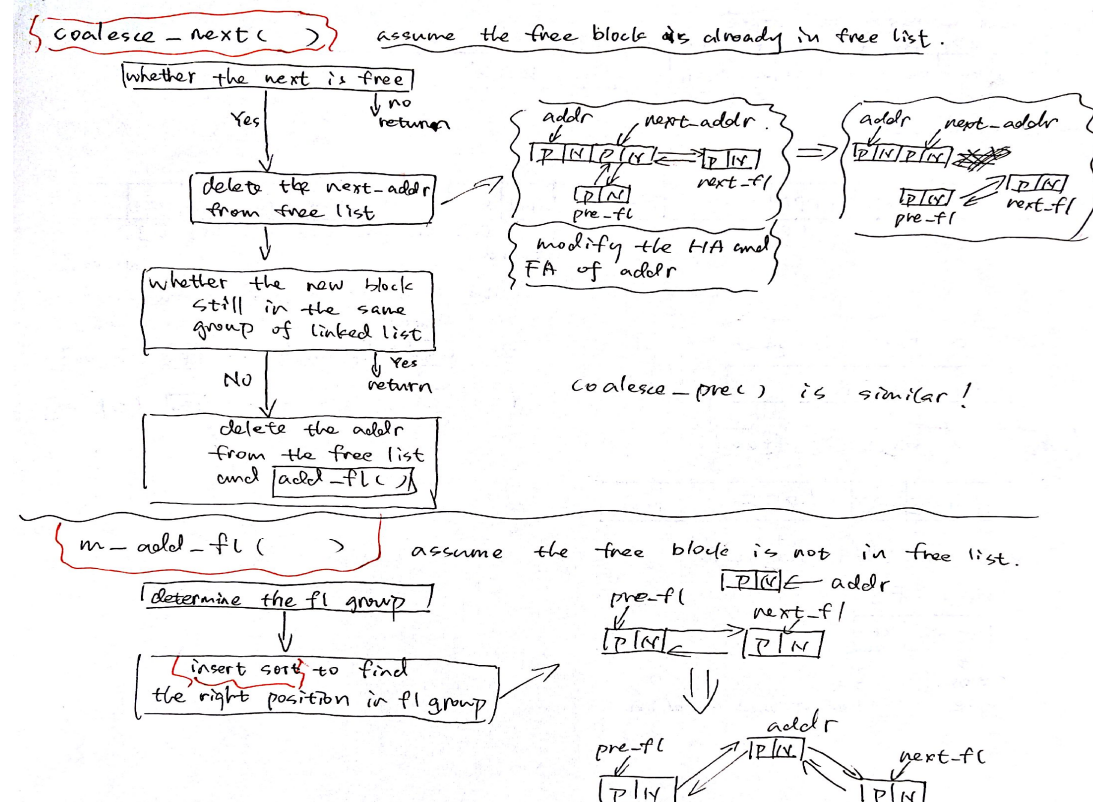 coalesce_next( ) assume the free block is already in free list.
whether the next is free
Yes
no
return
delete the next_addr
from free list
addr next_addr
P N P N P N
next_fl
P N
pre_fl
addr next_addr
P N P N
P N
next_fl
P N
pre_fl
modify the HA and
FA of addr
whether the new block
still in the same
group of linked list
NO
Yes
return
coalesce_pre() is similar!
delete the addr
from the free list
and add_fl()
m_add_fl( ) assume the free block is not in free list.
determine the fl group
P N addr
pre_fl next_fl
P N P N
insert sort to find
the right position in fl group
addr
P N
pre_fl next_fl
P N P N